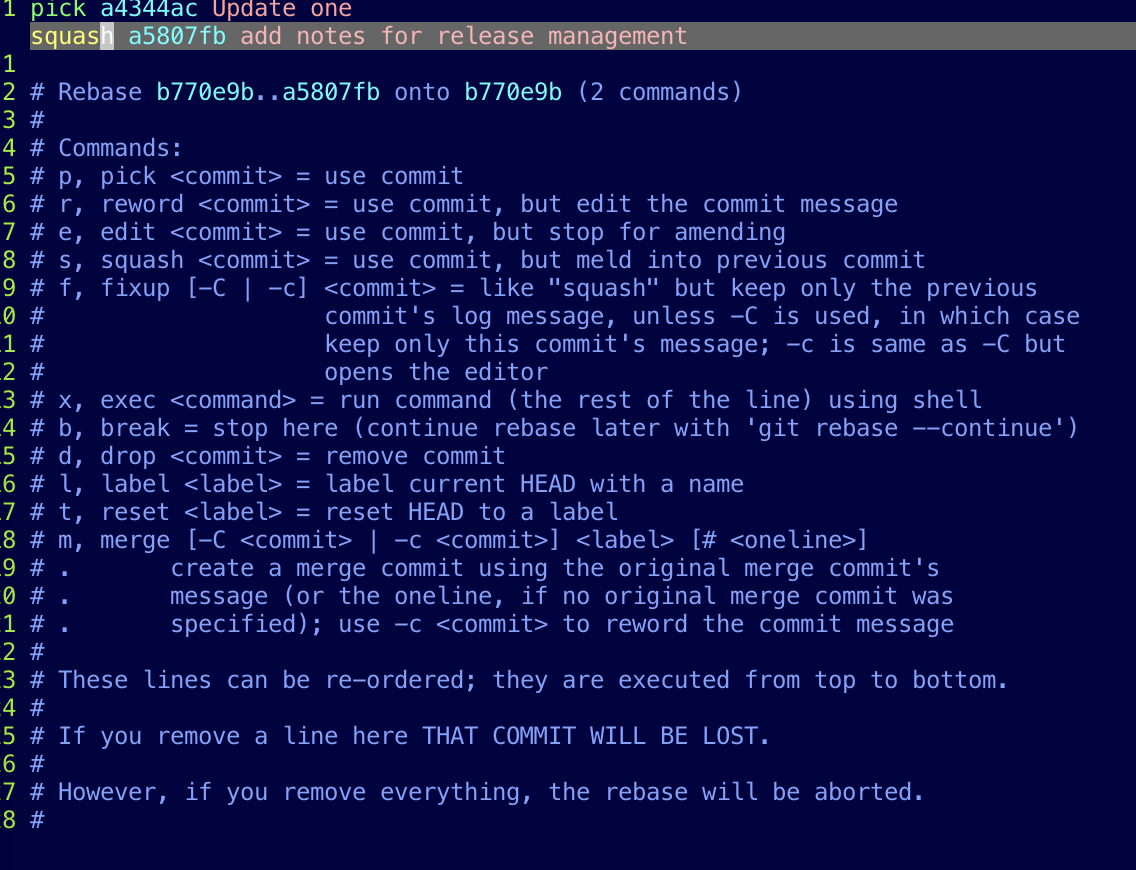 1 pick a4344ac Update one
squash a5807fb add notes for release management
1
2 # Rebase b770e9b..a5807fb onto b770e9b (2 commands)
3 #
4 # Commands:
5 # p, pick <commit> = use commit
6 # r, reword <commit> = use commit, but edit the commit message
7 # e, edit <commit> = use commit, but stop for amending
8 # s, squash <commit> = use commit, but meld into previous commit
9 # f, fixup [-C | -c] <commit> = like "squash" but keep only the previous
0 # commit's log message, unless -C is used, in which case
1 # keep only this commit's message; -c is same as -C but
2 # opens the editor
3 # x, exec <command> = run command (the rest of the line) using shell
4 # b, break = stop here (continue rebase later with 'git rebase --continue')
5 # d, drop <commit> = remove commit
6 # l, label <label> = label current HEAD with a name
7 # t, reset <label> = reset HEAD to a label
8 # m, merge [-C <commit> | -c <commit>] <label> [# <oneline>]
9 # . create a merge commit using the original merge commit's
0 # . message (or the oneline, if no original merge commit was
1 # . specified); use -c <commit> to reword the commit message
2 #
3 # These lines can be re-ordered; they are executed from top to bottom.
4 #
5 # If you remove a line here THAT COMMIT WILL BE LOST.
6 #
7 # However, if you remove everything, the rebase will be aborted.
8 #